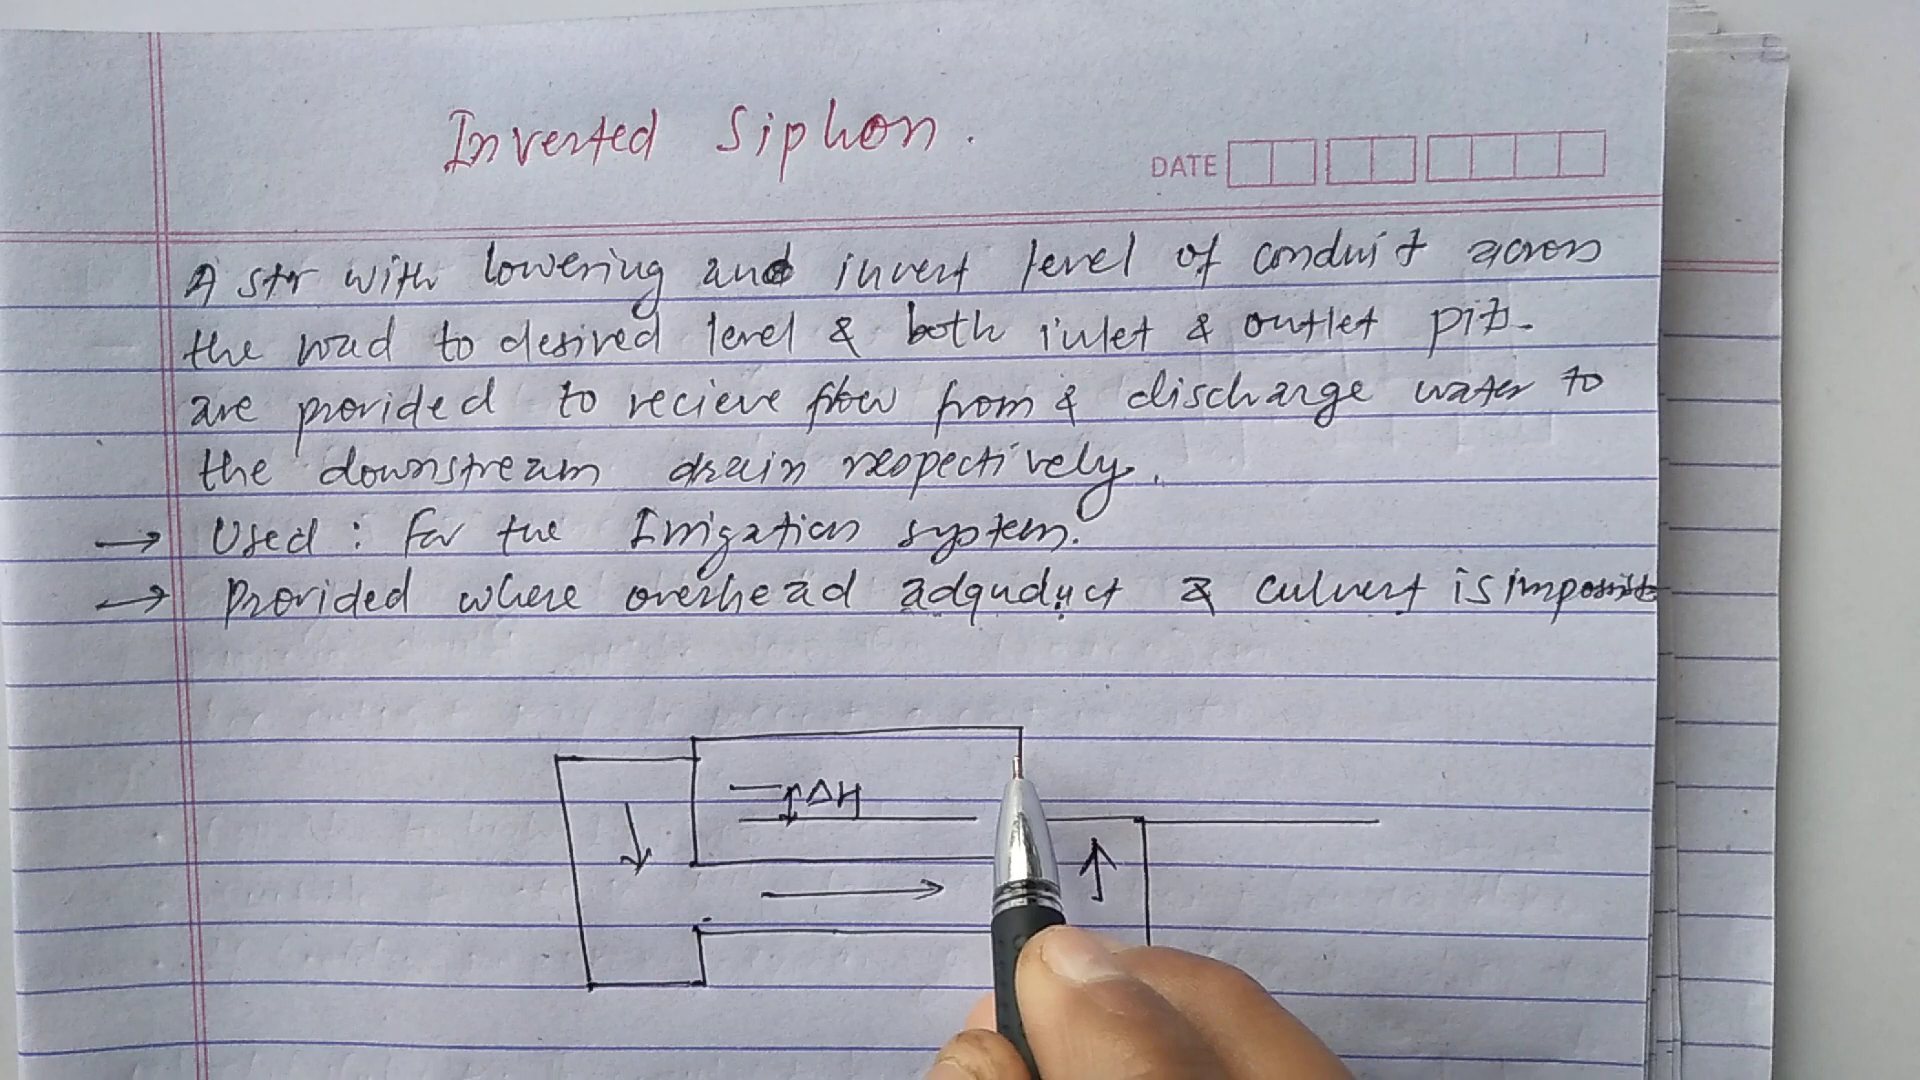 Inverted Siphon.
DATE
A str with lowering and invert level of conduit across
the road to desired level & both inlet & outlet pit.
are provided to recieve flow from & discharge water to
the downstream drain respectively.
→ Used : For the Irrigation system.
→ Provided where overhead adquduct & culvert is impossible
ΔH